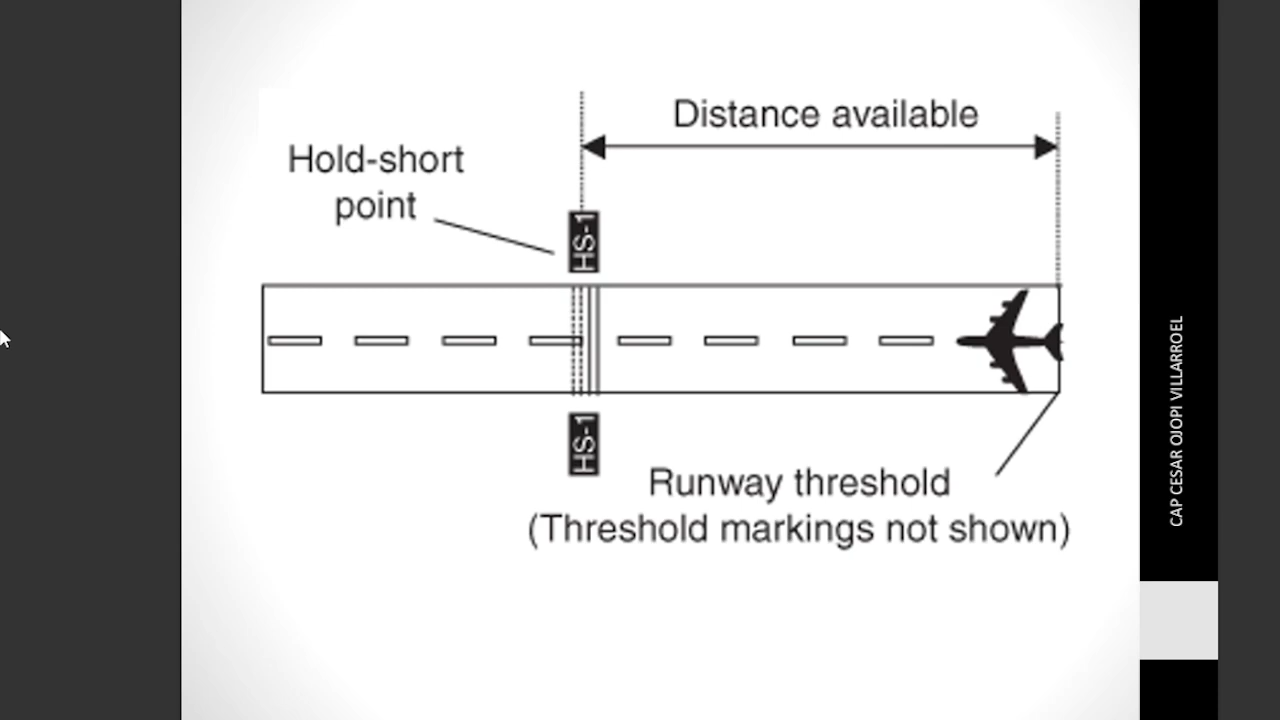 Distance available
Hold-short
point
HS-1
HS-1
Runway threshold
(Threshold markings not shown)
CAP CESAR OJOPI VILLARROEL